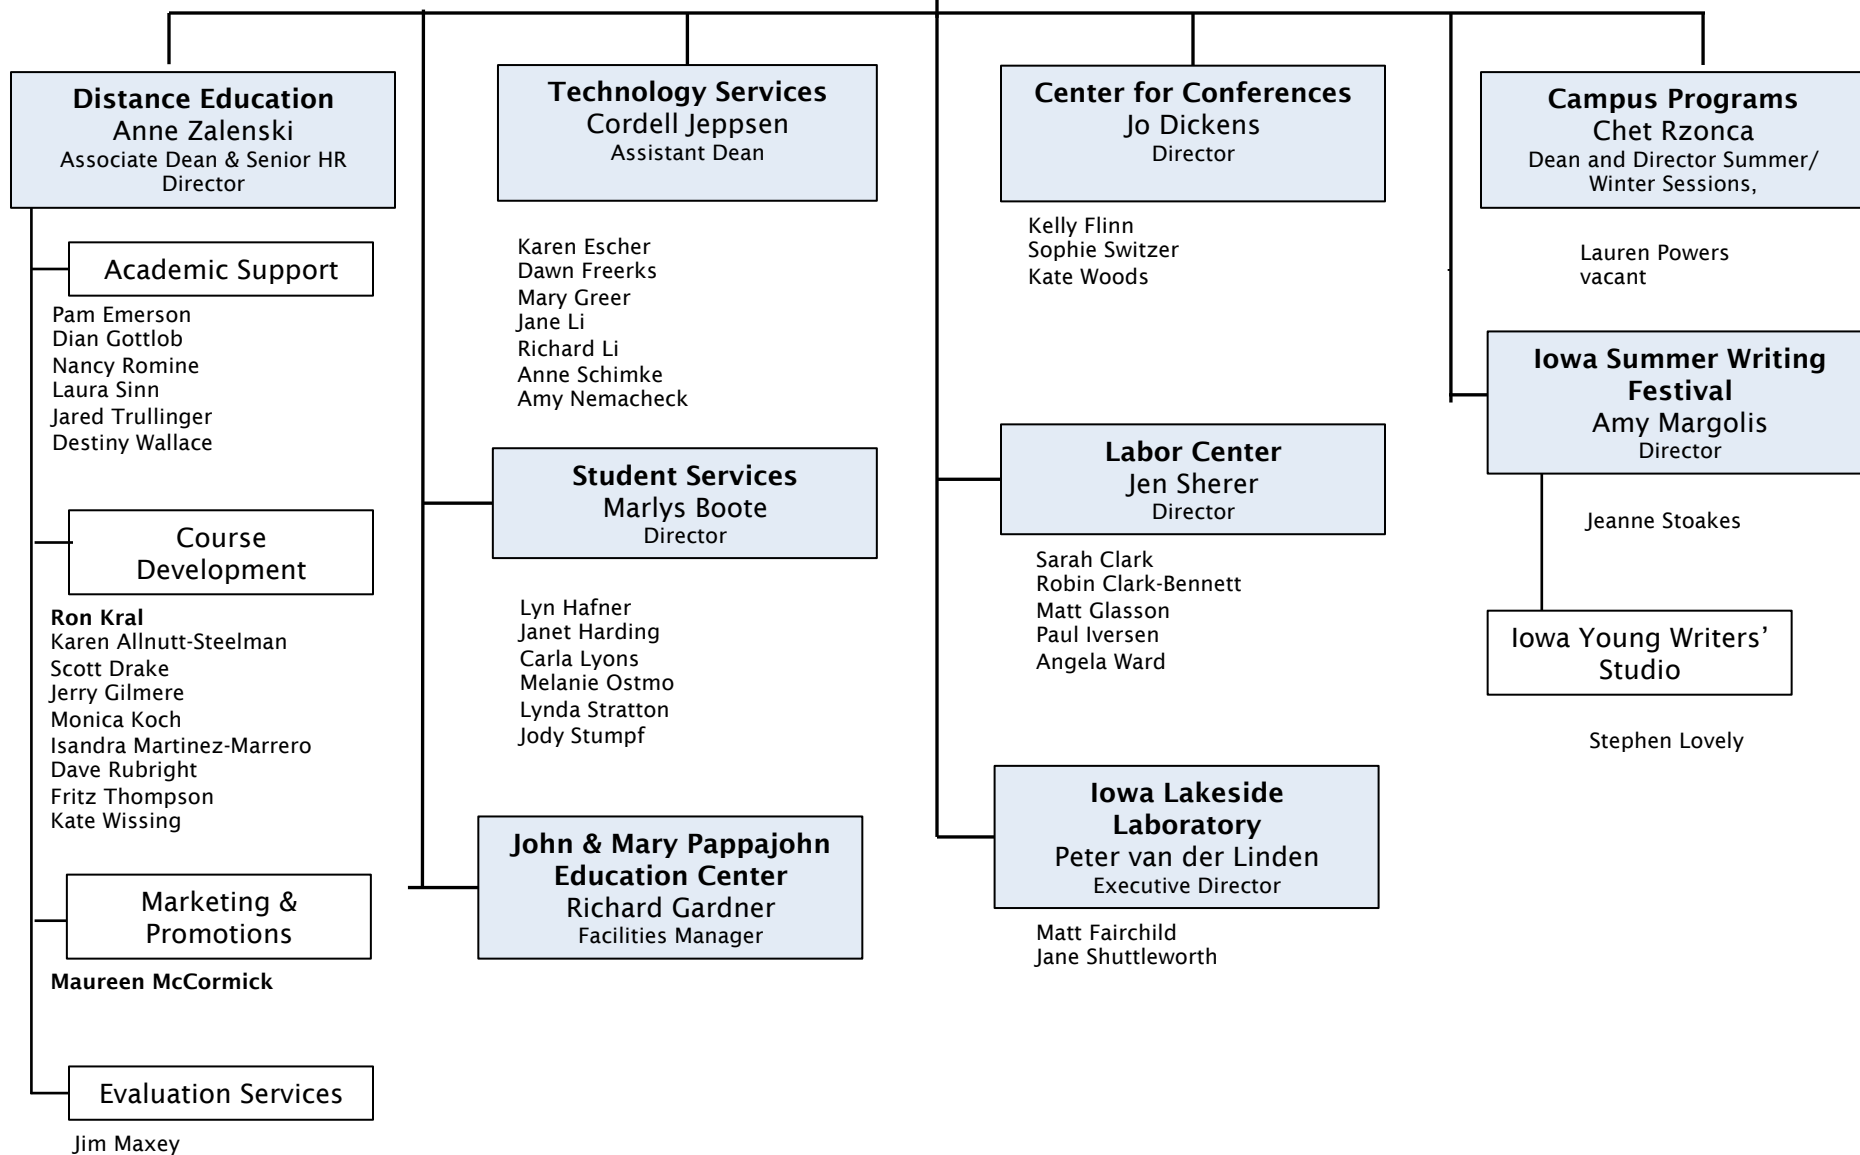 Distance Education
Anne Zalenski
Associate Dean & Senior HR
Director
Academic Support
Pam Emerson
Dian Gottlob
Nancy Romine
Laura Sinn
Jared Trullinger
Destiny Wallace
Course
Development
Ron Kral
Karen Allnutt-Steelman
Scott Drake
Jerry Gilmere
Monica Koch
Isandra Martinez-Marrero
Dave Rubright
Fritz Thompson
Kate Wissing
Marketing &
Promotions
Maureen McCormick
Evaluation Services
Jim Maxey
Technology Services
Cordell Jeppsen
Assistant Dean
Karen Escher
Dawn Freerks
Mary Greer
Jane Li
Richard Li
Anne Schimke
Amy Nemacheck
Student Services
Marlys Boote
Director
Lyn Hafner
Janet Harding
Carla Lyons
Melanie Ostmo
Lynda Stratton
Jody Stumpf
John & Mary Pappajohn
Education Center
Richard Gardner
Facilities Manager
Center for Conferences
Jo Dickens
Director
Kelly Flinn
Sophie Switzer
Kate Woods
Labor Center
Jen Sherer
Director
Sarah Clark
Robin Clark-Bennett
Matt Glasson
Paul Iversen
Angela Ward
Iowa Lakeside
Laboratory
Peter van der Linden
Executive Director
Matt Fairchild
Jane Shuttleworth
Campus Programs
Chet Rzonca
Dean and Director Summer/
Winter Sessions,
Lauren Powers
vacant
Iowa Summer Writing
Festival
Amy Margolis
Director
Jeanne Stoakes
Iowa Young Writers’
Studio
Stephen Lovely